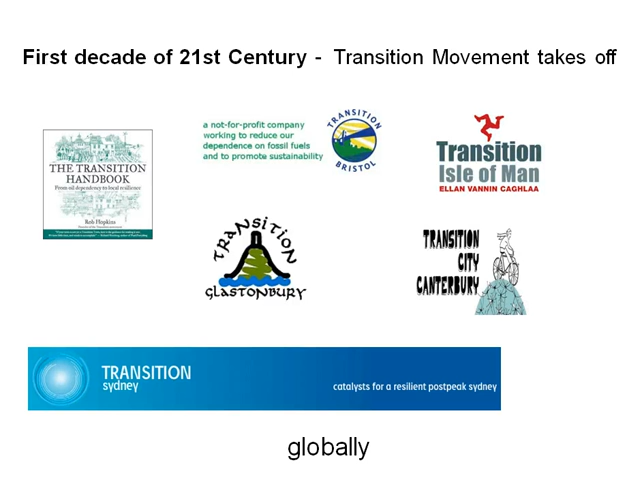 First decade of 21st Century - Transition Movement takes off
a not-for-profit company
working to reduce our
dependence on fossil fuels
and to promote sustainability
TRANSITION
BRISTOL
Transition
Isle of Man
ELLAN VANNIN CAGHLAA
THE TRANSITION
HANDBOOK
From oil dependency to local resilience
Rob Hopkins
TRANSITION
GLASTONBURY
TRANSITION
CITY
CANTERBURY
TRANSITION
sydney
catalysts for a resilient postpeak sydney
globally